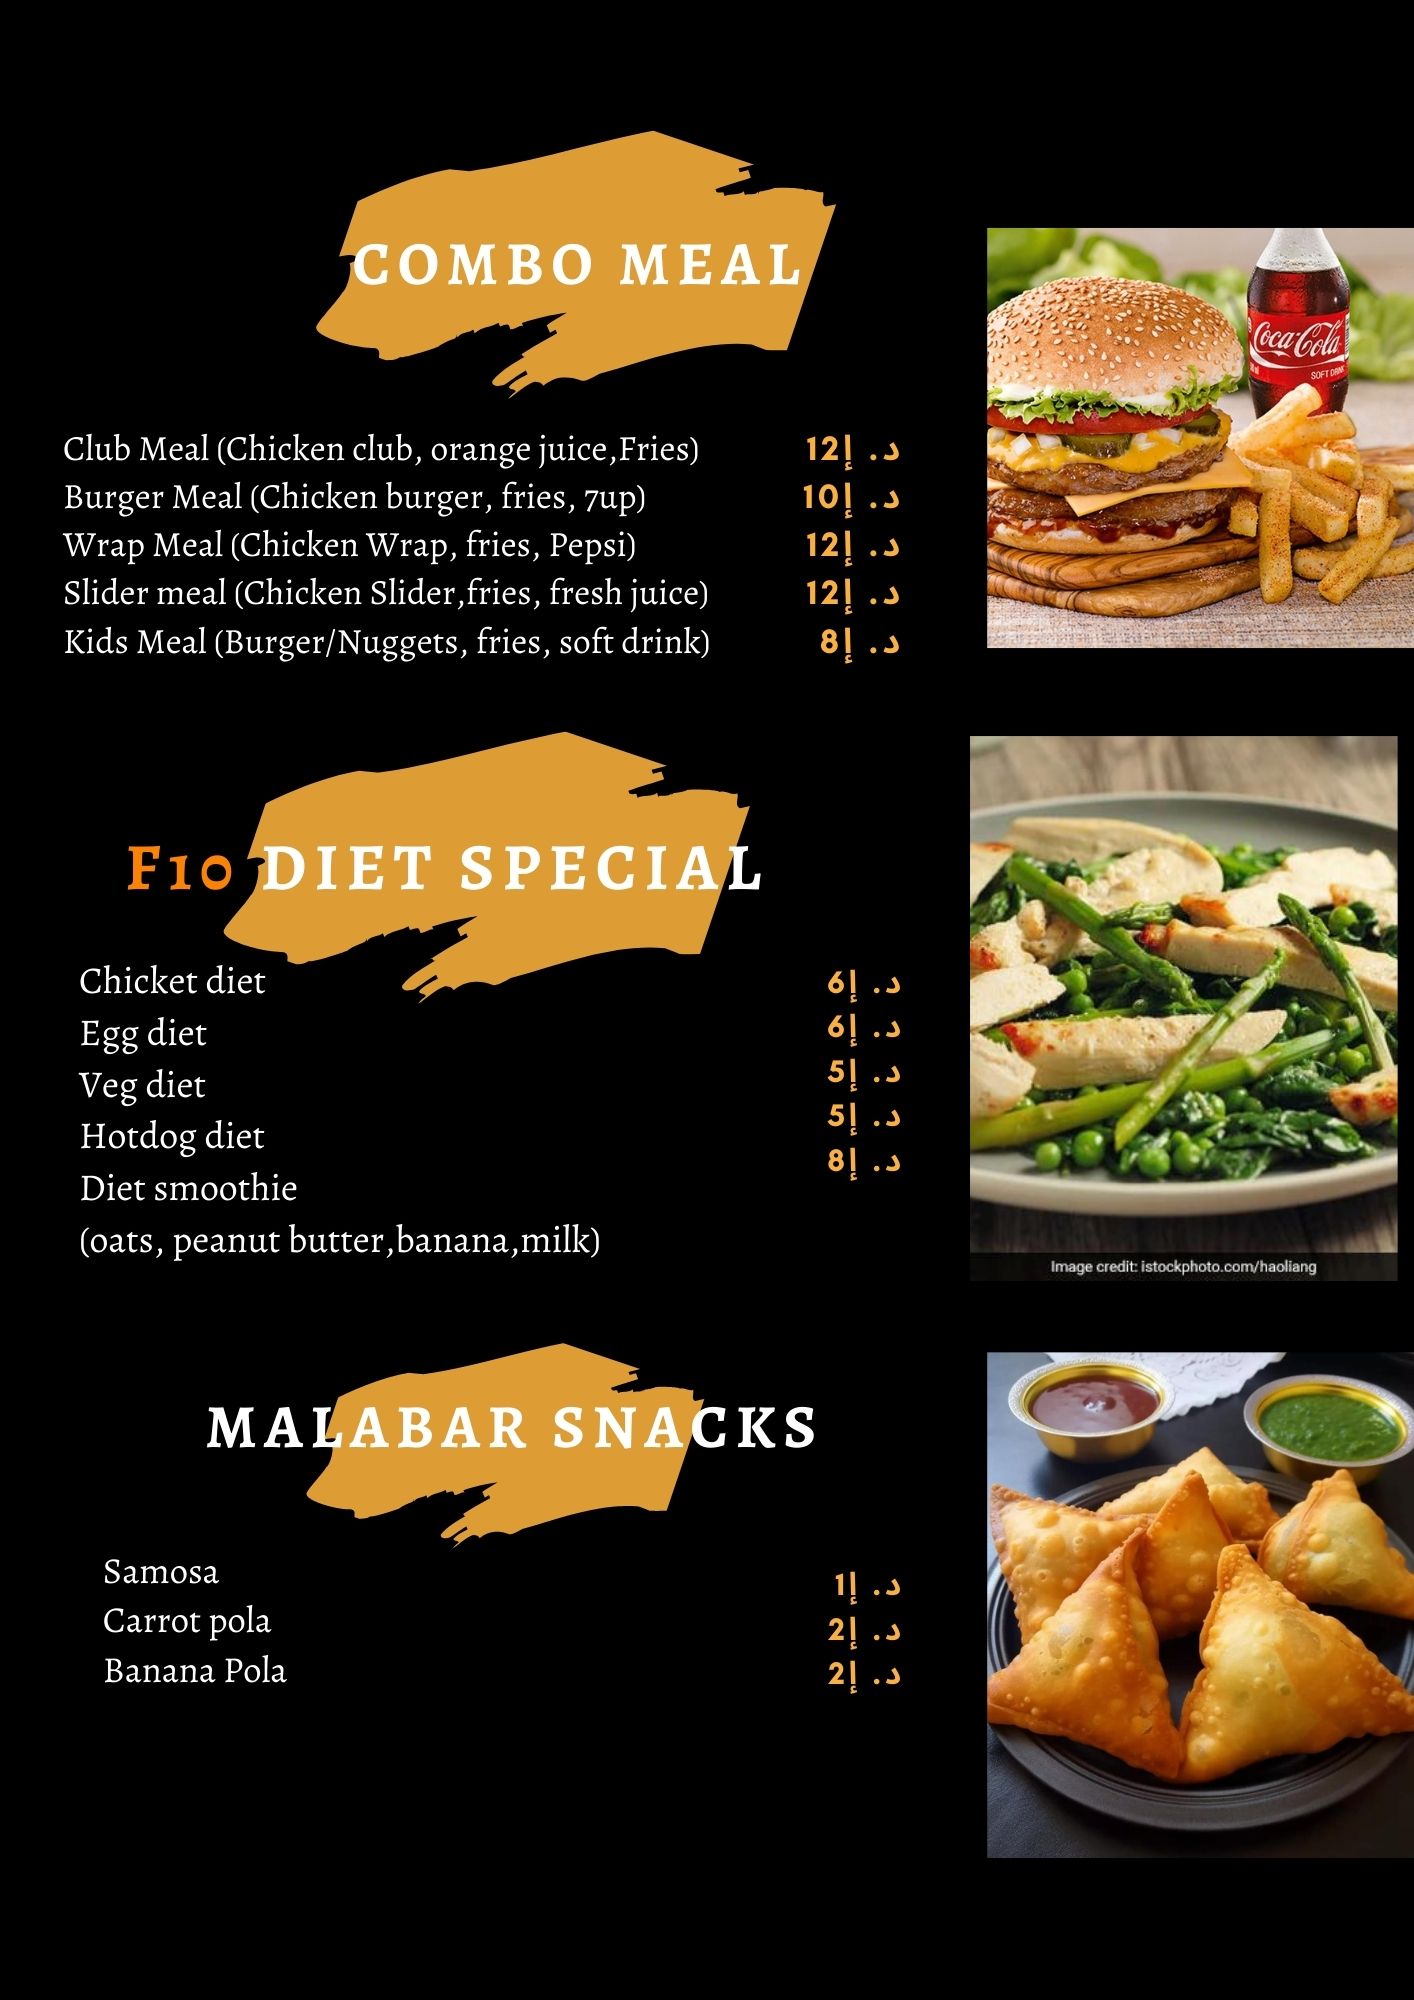 COMBO MEAL
Club Meal (Chicken club, orange juice,Fries) 12د. إ
Burger Meal (Chicken burger, fries, 7up) 10د. إ
Wrap Meal (Chicken Wrap, fries, Pepsi) 12د. إ
Slider meal (Chicken Slider,fries, fresh juice) 12د. إ
Kids Meal (Burger/Nuggets, fries, soft drink) 8د. إ
Coca-Cola
SOFT DRINK
F10 DIET SPECIAL
Chicket diet 6د. إ
Egg diet 6د. إ
Veg diet 5د. إ
Hotdog diet 5د. إ
Diet smoothie 8د. إ
(oats, peanut butter,banana,milk)
Image credit: istockphoto.com/haoliang
MALABAR SNACKS
Samosa 1د. إ
Carrot pola 2د. إ
Banana Pola 2د. إ